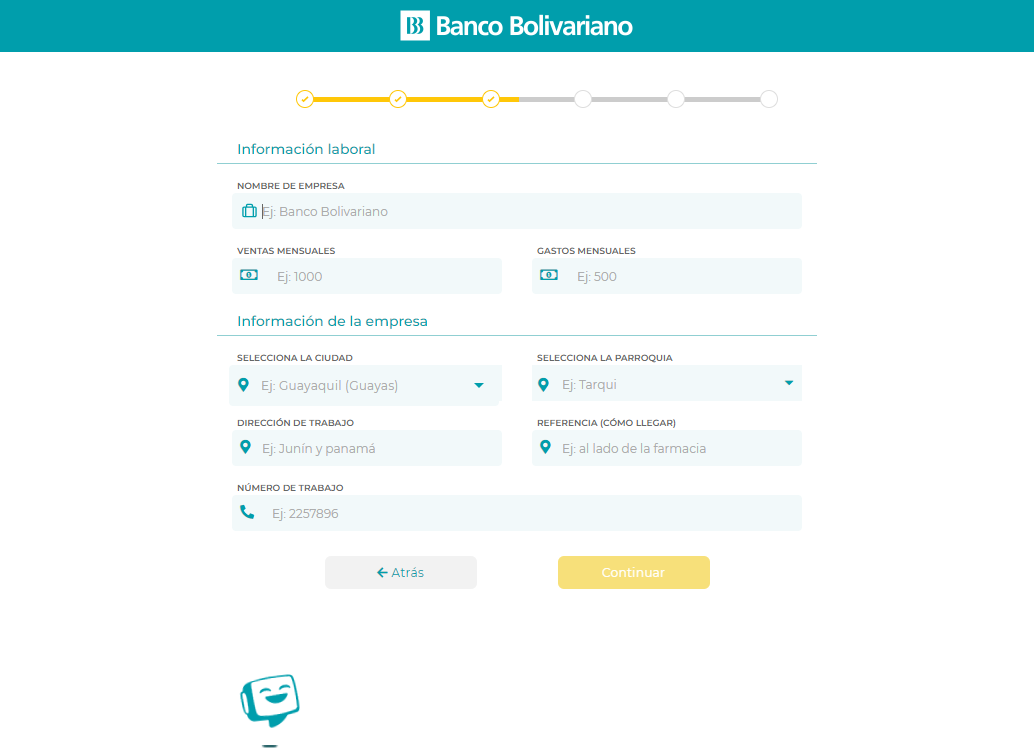 Banco Bolivariano
Información laboral
NOMBRE DE EMPRESA
Ej: Banco Bolivariano
VENTAS MENSUALES
GASTOS MENSUALES
Ej: 1000
Ej: 500
Información de la empresa
SELECCIONA LA CIUDAD
SELECCIONA LA PARROQUIA
Ej: Guayaquil (Guayas)
Ej: Tarqui
DIRECCIÓN DE TRABAJO
REFERENCIA (CÓMO LLEGAR)
Ej: Junín y panamá
Ej: al lado de la farmacia
NÚMERO DE TRABAJO
Ej: 2257896
Atrás
Continuar